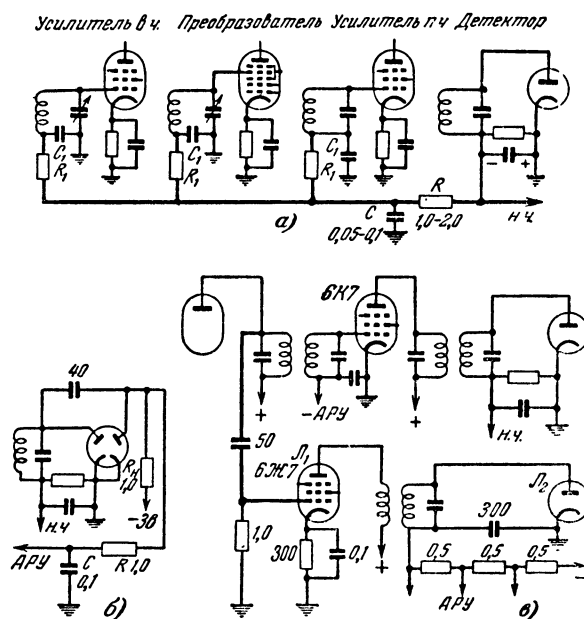 Усилитель в ч. Преобразователь Усилитель п ч Детектор
C₁ C₁ C₁
R₁ R₁ R₁
R
1,0-2,0
C
0,05-0,1
- +
н.ч.
а)
6К7
+ -АРУ + н.ч.
40
Rн
1,0
-3в
н.ч
АРУ
C
0,1
R 1,0
б)
50
Л₁
6Ж7
1,0
300
0,1
+
Л₂
300
0,5 0,5 0,5
АРУ
-
в)